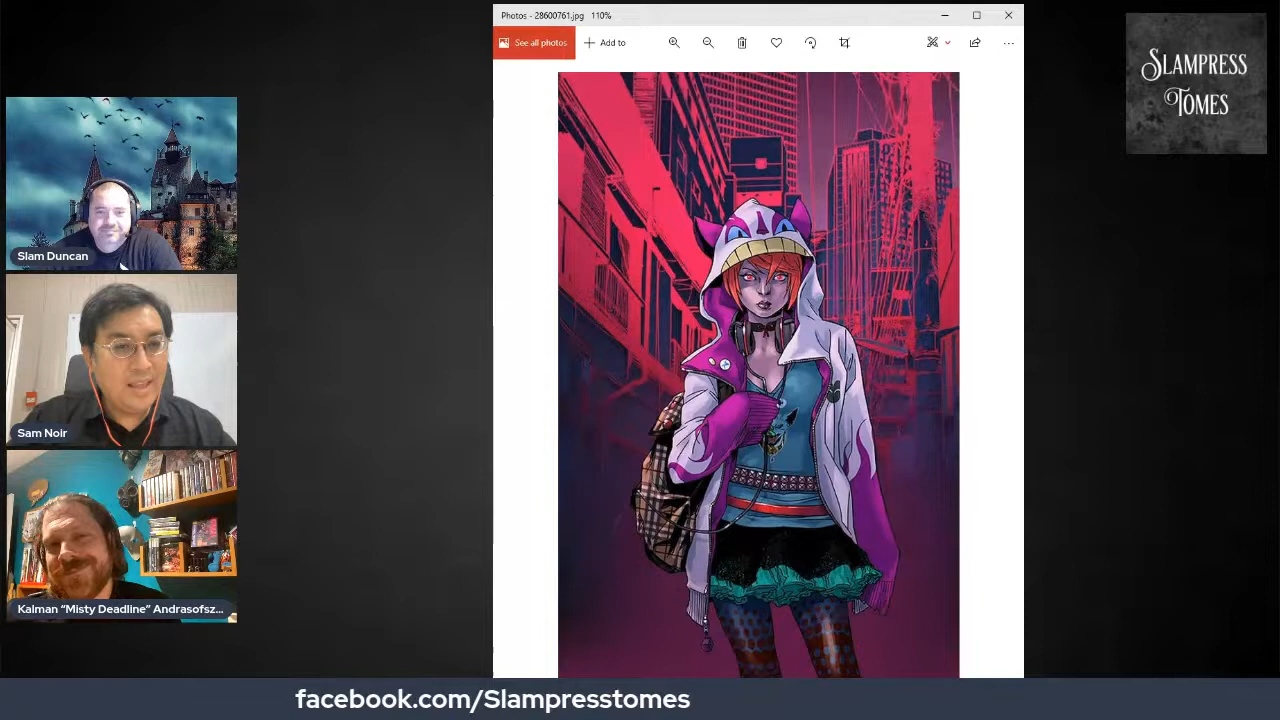 Photos - 28600761.jpg 110%
See all photos
Add to
SLAMPRESS
TOMES
Slam Duncan
Sam Noir
Kalman “Misty Deadline” Andrasofsz...
facebook.com/Slampresstomes